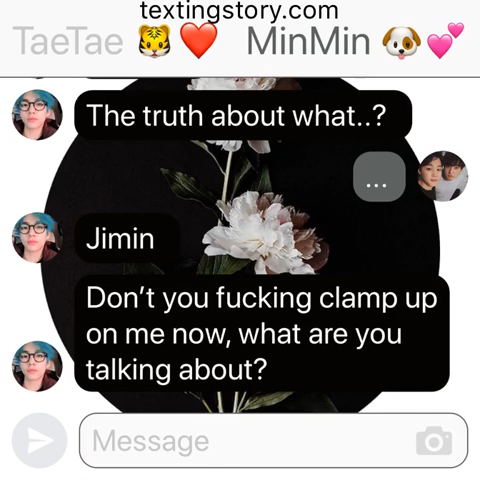 textingstory.com
TaeTae 🐯❤️ MinMin 🐶💕
The truth about what..?
...
Jimin
Don't you fucking clamp up
on me now, what are you
talking about?
Message